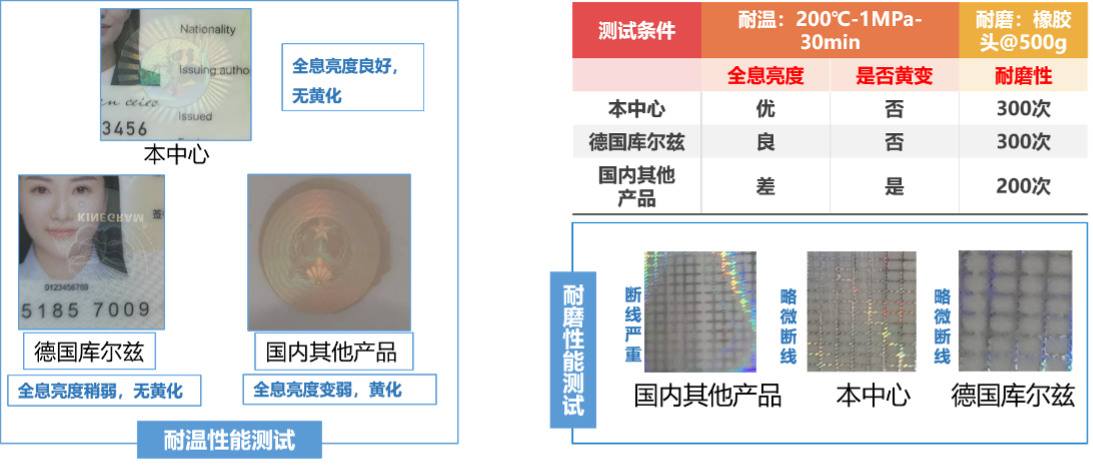 Nationality
Issuing autho
Issued
3456
本中心
全息亮度良好，
无黄化
KINEGRAM
0123456789
5185 7009
德国库尔兹
国内其他产品
全息亮度稍弱，无黄化
全息亮度变弱，黄化
耐温性能测试
测试条件
耐温：200℃-1MPa-
30min
耐磨：橡胶
头@500g
全息亮度
是否黄变
耐磨性
本中心
优
否
300次
德国库尔兹
良
否
300次
国内其他
产品
差
是
200次
耐磨性能测试
断线严重
略微断线
略微断线
国内其他产品
本中心
德国库尔兹